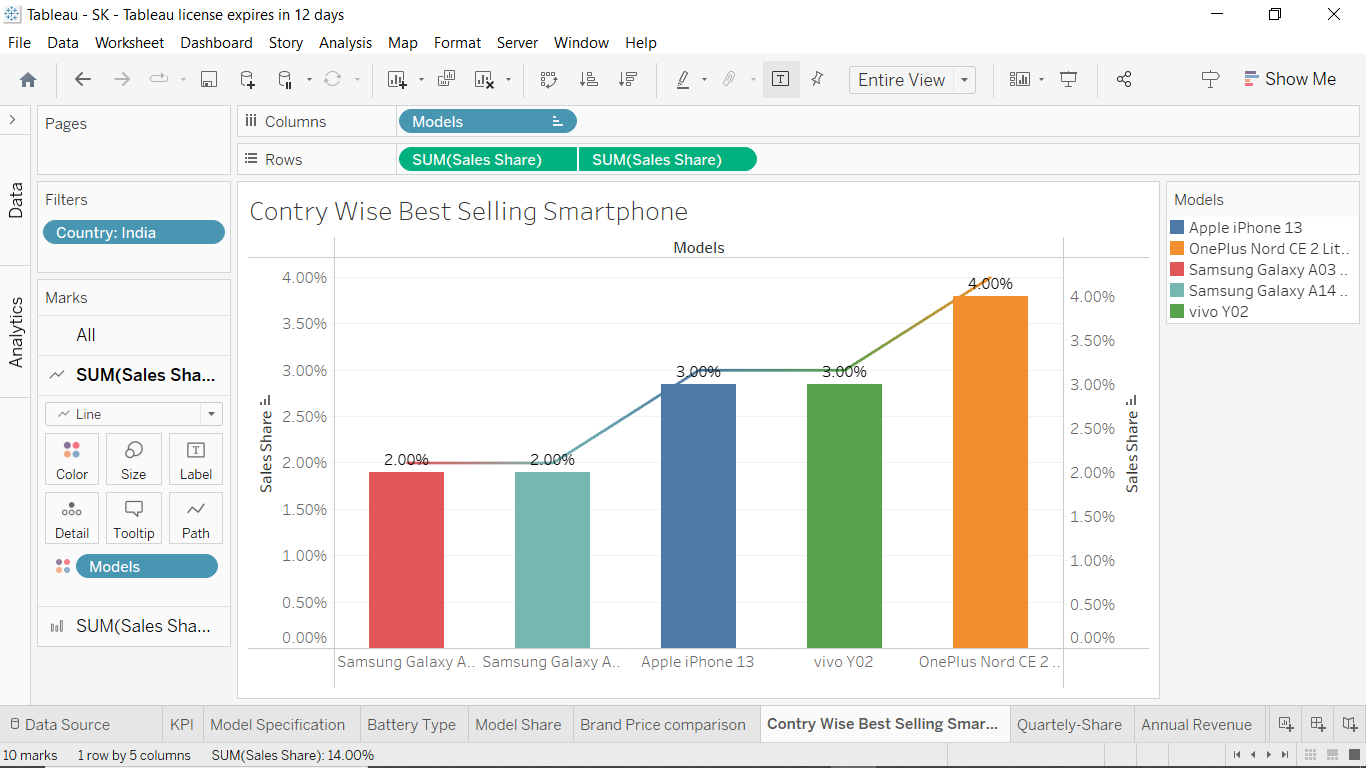 Tableau - SK - Tableau license expires in 12 days
File Data Worksheet Dashboard Story Analysis Map Format Server Window Help
Entire View
Show Me
Data
Analytics
Pages
Filters
Country: India
Marks
All
SUM(Sales Sha...
Line
Color Size Label
Detail Tooltip Path
Models
SUM(Sales Sha...
Columns Models
Rows SUM(Sales Share) SUM(Sales Share)
Contry Wise Best Selling Smartphone
Models
Sales Share
4.00%
3.50%
3.00%
2.50%
2.00%
1.50%
1.00%
0.50%
0.00%
2.00% 2.00% 3.00% 3.00% 4.00%
4.00%
3.50%
3.00%
2.50%
2.00%
1.50%
1.00%
0.50%
0.00%
Sales Share
Samsung Galaxy A.. Samsung Galaxy A.. Apple iPhone 13 vivo Y02 OnePlus Nord CE 2 ..
Models
Apple iPhone 13
OnePlus Nord CE 2 Lit..
Samsung Galaxy A03 ..
Samsung Galaxy A14 ..
vivo Y02
Data Source KPI Model Specification Battery Type Model Share Brand Price comparison Contry Wise Best Selling Smar... Quartely-Share Annual Revenue
10 marks 1 row by 5 columns SUM(Sales Share): 14.00%